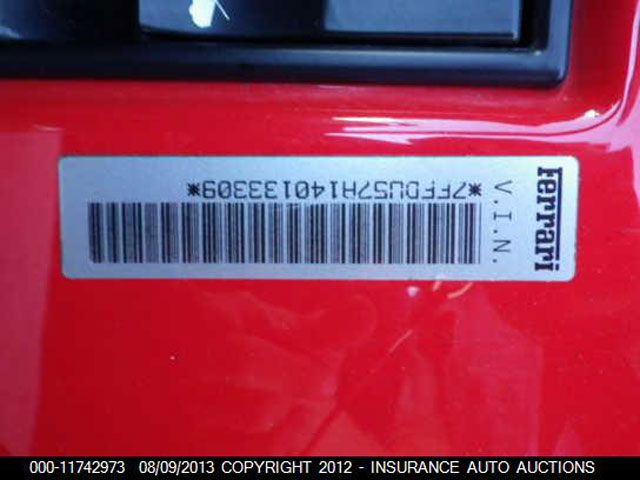 Ferrari
V.I.N.
*ZFFDU57A140133309*
000-11742973 08/09/2013 COPYRIGHT 2012 - INSURANCE AUTO AUCTIONS